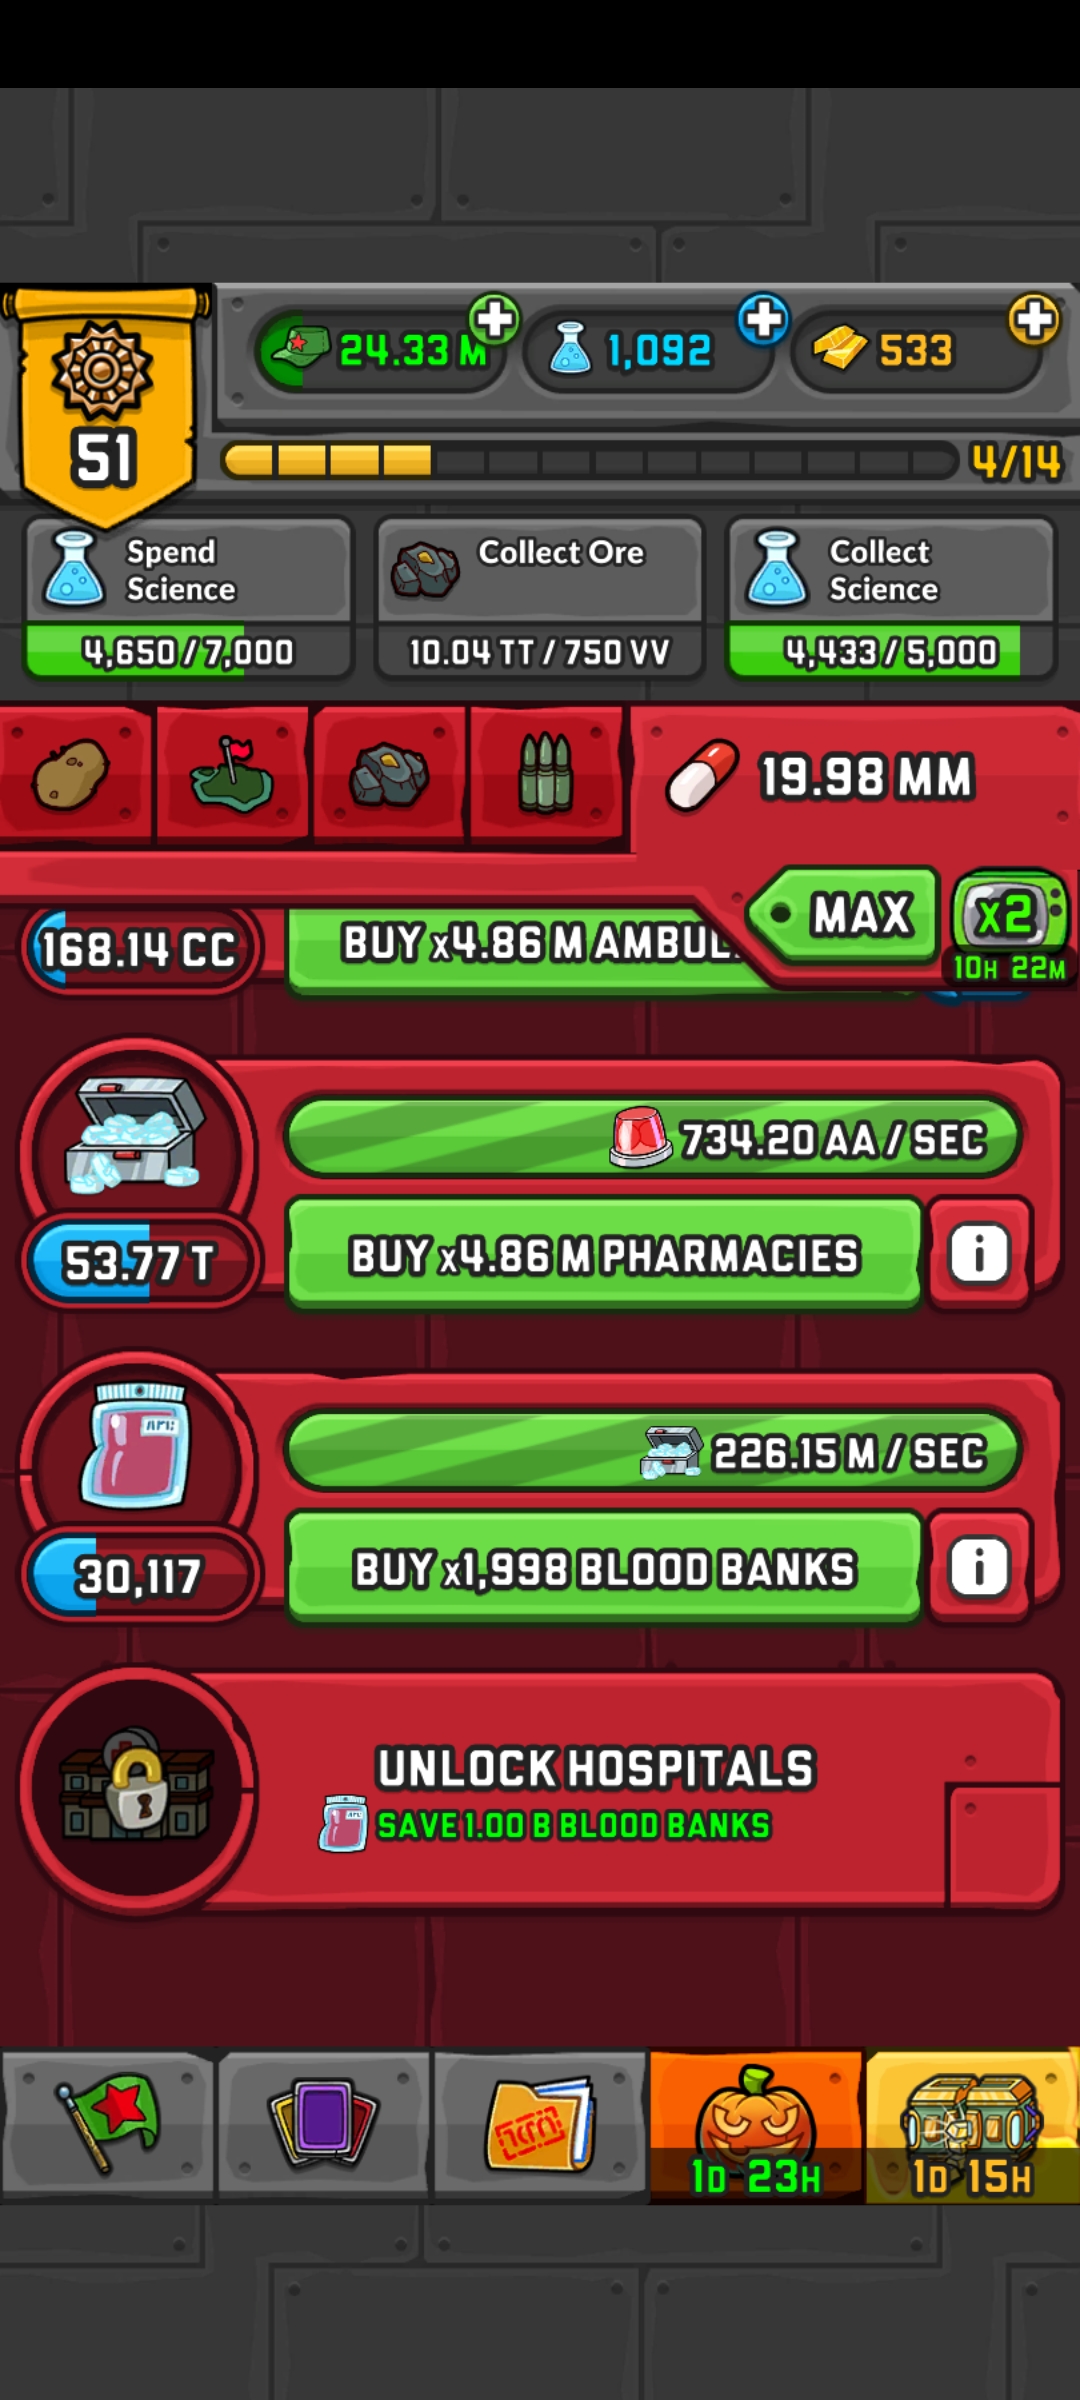 24.33 M
1,092
533
51
4/14
Spend
Science
4,650/7,000
Collect Ore
10.04 TT/750 VV
Collect
Science
4,433/5,000
19.98 MM
MAX
x2
10H 22M
168.14 CC
BUY x4.86 M AMBUL..
734.20 AA/SEC
53.77 T
BUY x4.86 M PHARMACIES
i
226.15 M/SEC
30,117
BUY x1,998 BLOOD BANKS
i
UNLOCK HOSPITALS
SAVE 1.00 B BLOOD BANKS
1D 23H
1D 15H